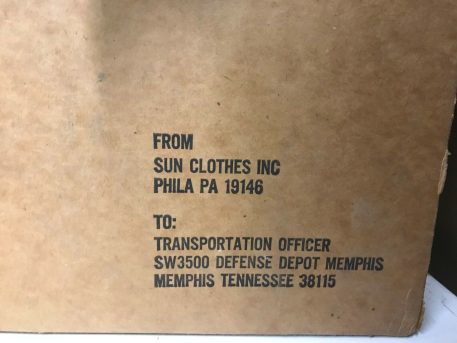 FROM
SUN CLOTHES INC
PHILA PA 19146
TO:
TRANSPORTATION OFFICER
SW3500 DEFENSE DEPOT MEMPHIS
MEMPHIS TENNESSEE 38115